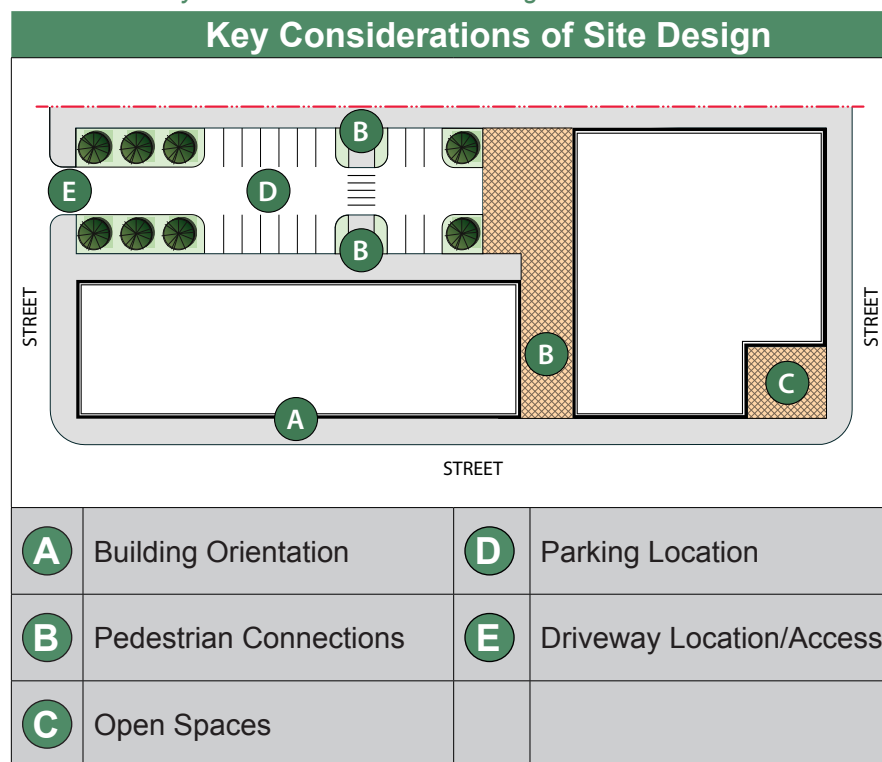 Key Considerations of Site Design
B
E
D
B
STREET
STREET
B
C
A
STREET
A Building Orientation
D Parking Location
B Pedestrian Connections
E Driveway Location/Access
C Open Spaces